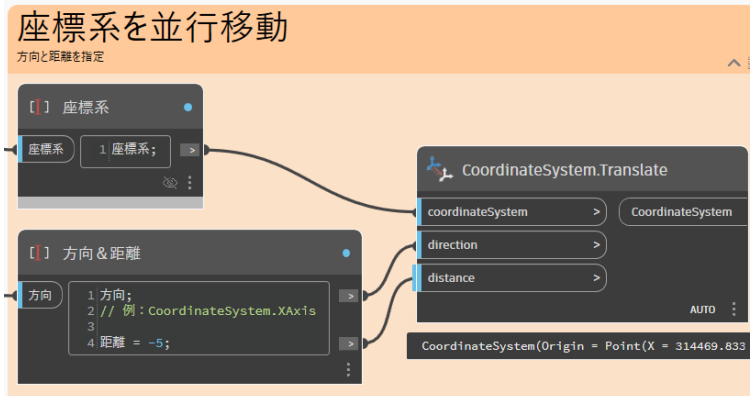 座標系を並行移動
方向と距離を指定
[ ] 座標系
座標系
1 座標系;
>
[ ] 方向＆距離
方向
1 方向;
2 // 例：CoordinateSystem.XAxis
3
4 距離 = -5;
>
>
CoordinateSystem.Translate
coordinateSystem >
CoordinateSystem
direction >
distance >
AUTO
CoordinateSystem(Origin = Point(X = 314469.833